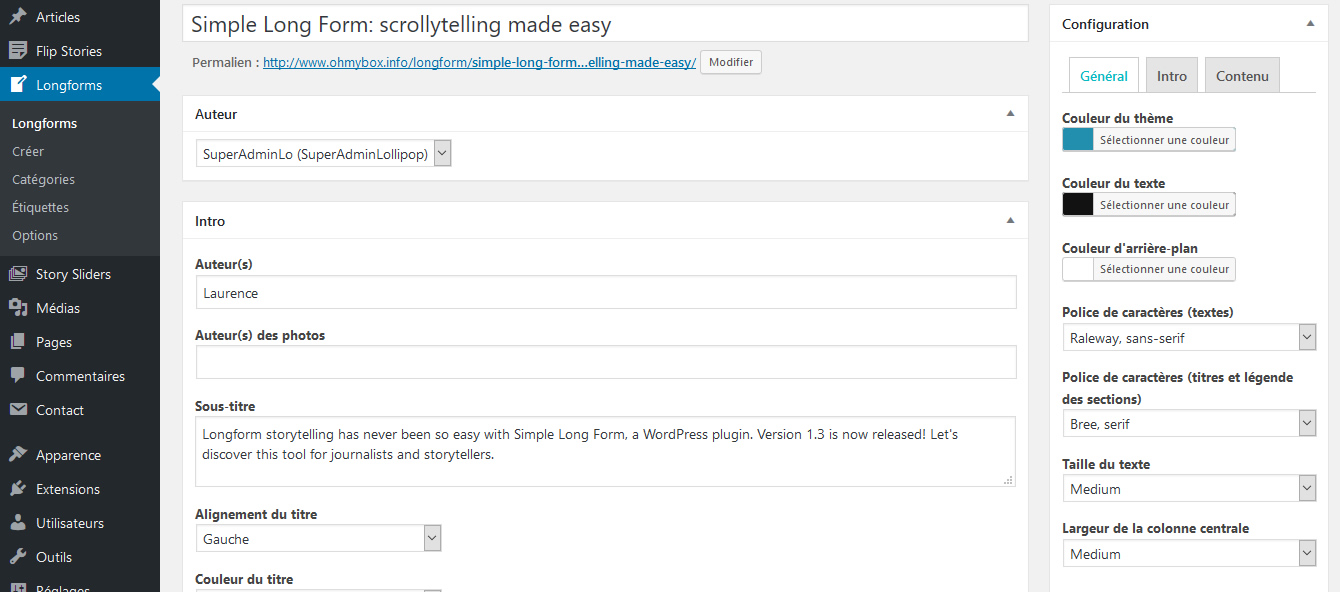 Articles
Flip Stories
Longforms
Longforms
Créer
Catégories
Étiquettes
Options
Story Sliders
Médias
Pages
Commentaires
Contact
Apparence
Extensions
Utilisateurs
Outils
Réglages
Simple Long Form: scrollytelling made easy
Permalien : http://www.ohmybox.info/longform/simple-long-form...elling-made-easy/ Modifier
Auteur
SuperAdminLo (SuperAdminLollipop)
Intro
Auteur(s)
Laurence
Auteur(s) des photos
Sous-titre
Longform storytelling has never been so easy with Simple Long Form, a WordPress plugin. Version 1.3 is now released! Let's
discover this tool for journalists and storytellers.
Alignement du titre
Gauche
Couleur du titre
Configuration
Général Intro Contenu
Couleur du thème
Sélectionner une couleur
Couleur du texte
Sélectionner une couleur
Couleur d'arrière-plan
Sélectionner une couleur
Police de caractères (textes)
Raleway, sans-serif
Police de caractères (titres et légende
des sections)
Bree, serif
Taille du texte
Medium
Largeur de la colonne centrale
Medium